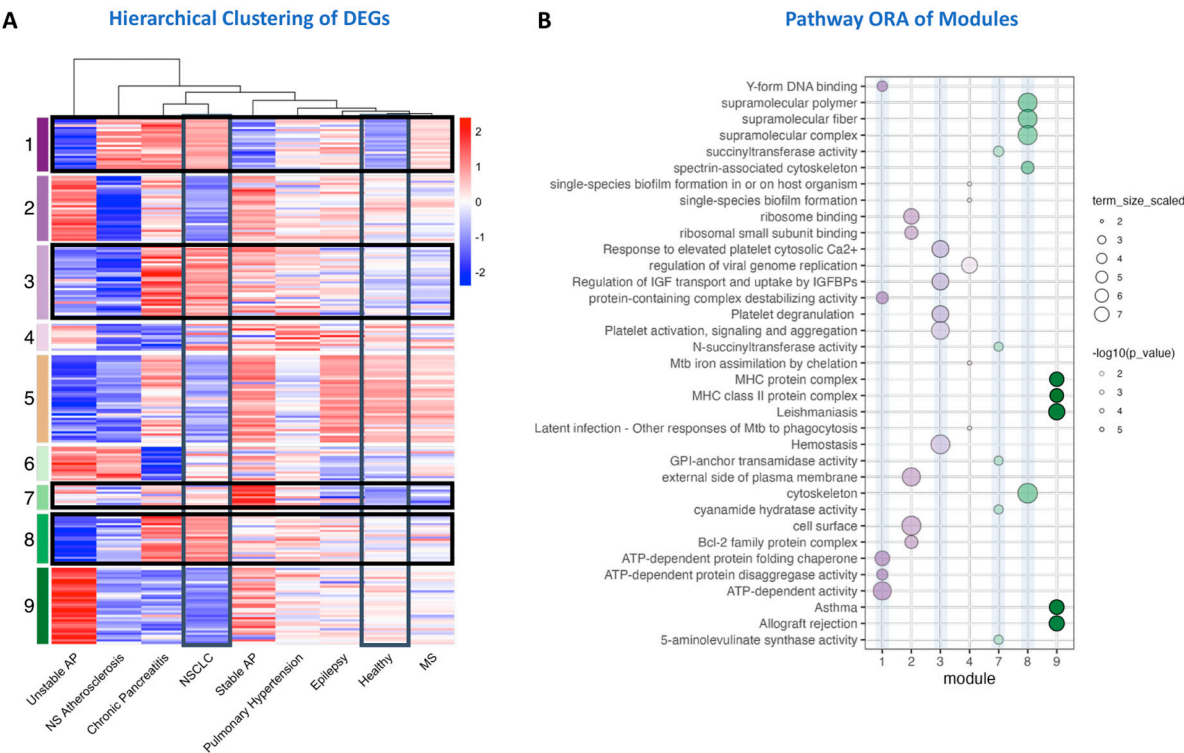 A
Hierarchical Clustering of DEGs
1
2
3
4
5
6
7
8
9
2
1
0
-1
-2
Unstable AP
NS Atherosclerosis
Chronic Pancreatitis
NSCLC
Stable AP
Pulmonary Hypertension
Epilepsy
Healthy
MS
B
Pathway ORA of Modules
Y-form DNA binding
supramolecular polymer
supramolecular fiber
supramolecular complex
succinyltransferase activity
spectrin-associated cytoskeleton
single-species biofilm formation in or on host organism
single-species biofilm formation
ribosome binding
ribosomal small subunit binding
Response to elevated platelet cytosolic Ca2+
regulation of viral genome replication
Regulation of IGF transport and uptake by IGFBPs
protein-containing complex destabilizing activity
Platelet degranulation
Platelet activation, signaling and aggregation
N-succinyltransferase activity
Mtb iron assimilation by chelation
MHC protein complex
MHC class II protein complex
Leishmaniasis
Latent infection - Other responses of Mtb to phagocytosis
Hemostasis
GPI-anchor transamidase activity
external side of plasma membrane
cytoskeleton
cyanamide hydratase activity
cell surface
Bcl-2 family protein complex
ATP-dependent protein folding chaperone
ATP-dependent protein disaggregase activity
ATP-dependent activity
Asthma
Allograft rejection
5-aminolevulinate synthase activity
1 2 3 4 7 8 9
module
term_size_scaled
2
3
4
5
6
7
-log10(p_value)
2
3
4
5